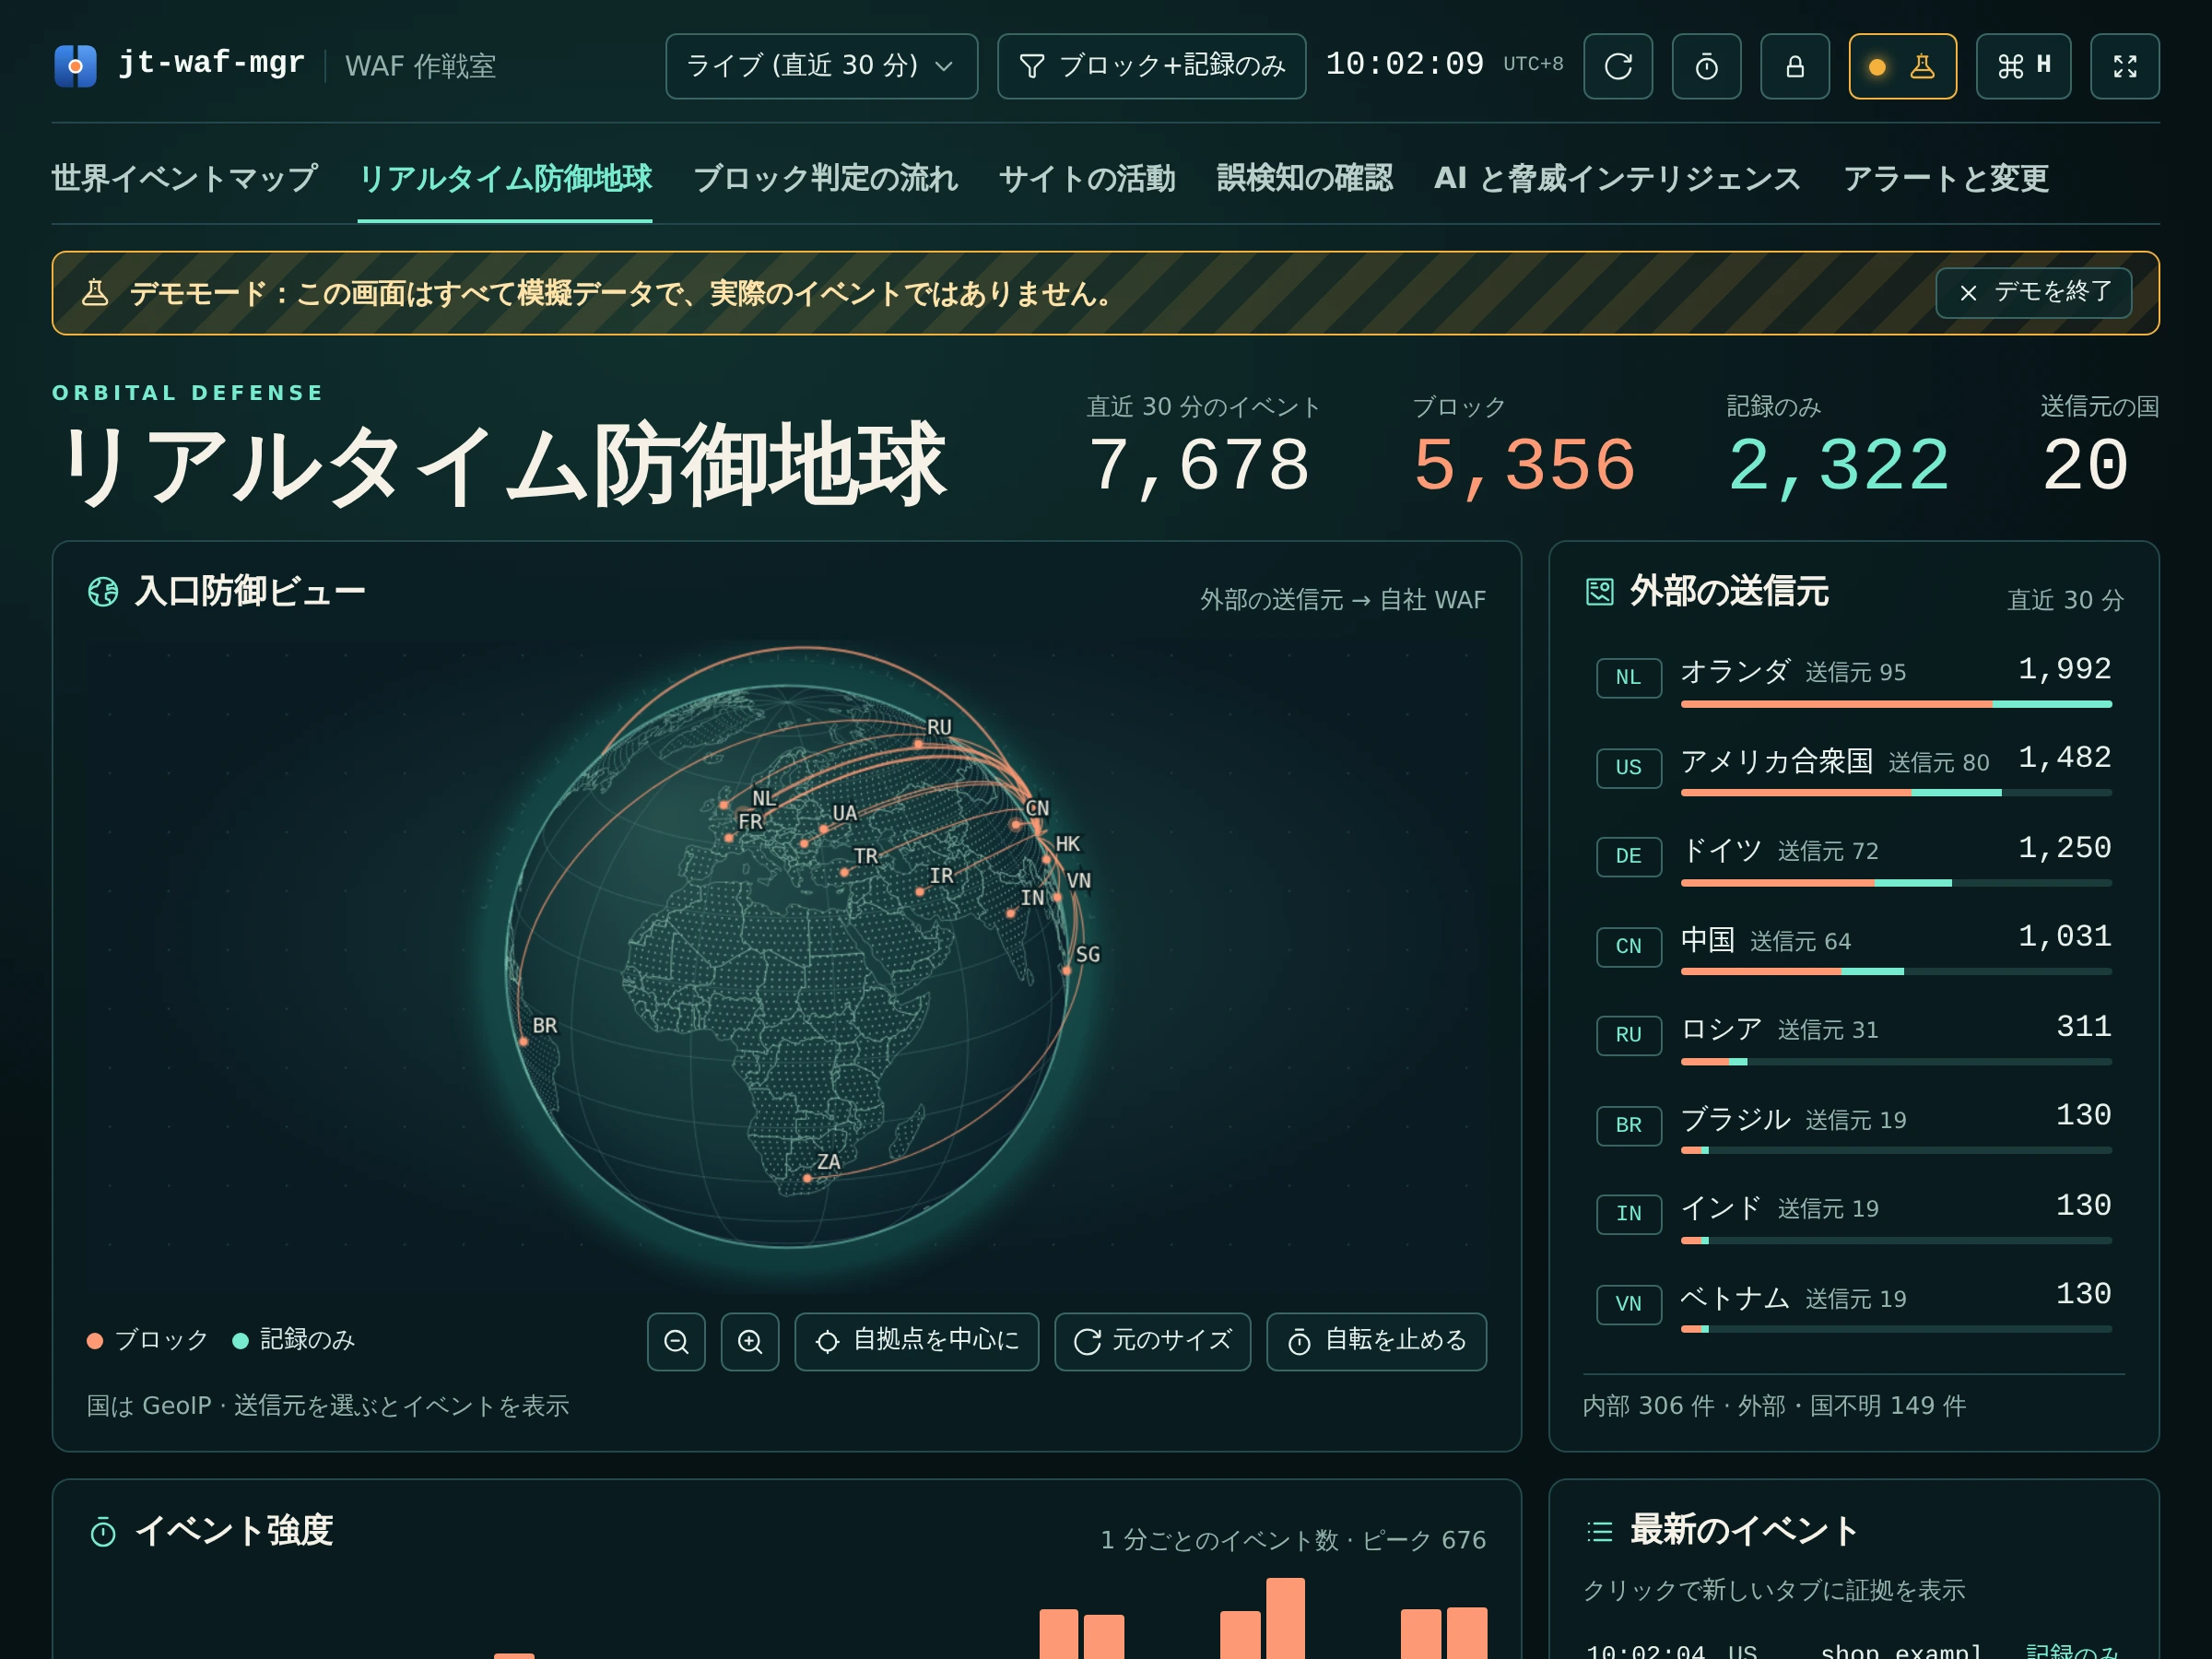 jt-waf-mgr WAF 作戦室 ライブ (直近 30 分) ブロック+記録のみ 10:02:09 UTC+8 ⌘ H
世界イベントマップ リアルタイム防御地球 ブロック判定の流れ サイトの活動 誤検知の確認 AI と脅威インテリジェンス アラートと変更
デモモード：この画面はすべて模擬データで、実際のイベントではありません。 デモを終了
ORBITAL DEFENSE
リアルタイム防御地球
直近 30 分のイベント ブロック 記録のみ 送信元の国
7,678 5,356 2,322 20
入口防御ビュー 外部の送信元 → 自社 WAF
RU
NL
CN
UA
FR
HK
TR
IR
VN
IN
SG
BR
ZA
ブロック 記録のみ 自拠点を中心に 元のサイズ 自転を止める
国は GeoIP · 送信元を選ぶとイベントを表示
外部の送信元 直近 30 分
NL オランダ 送信元 95 1,992
US アメリカ合衆国 送信元 80 1,482
DE ドイツ 送信元 72 1,250
CN 中国 送信元 64 1,031
RU ロシア 送信元 31 311
BR ブラジル 送信元 19 130
IN インド 送信元 19 130
VN ベトナム 送信元 19 130
内部 306 件 · 外部・国不明 149 件
イベント強度 1 分ごとのイベント数 · ピーク 676
最新のイベント
クリックで新しいタブに証拠を表示
10:02:04 US shop.exampl 記録のみ